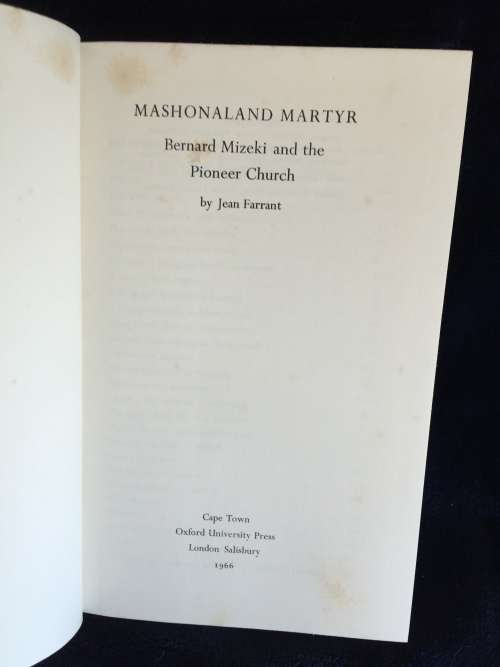 MASHONALAND MARTYR
Bernard Mizeki and the
Pioneer Church
by Jean Farrant
Cape Town
Oxford University Press
London Salisbury
1966